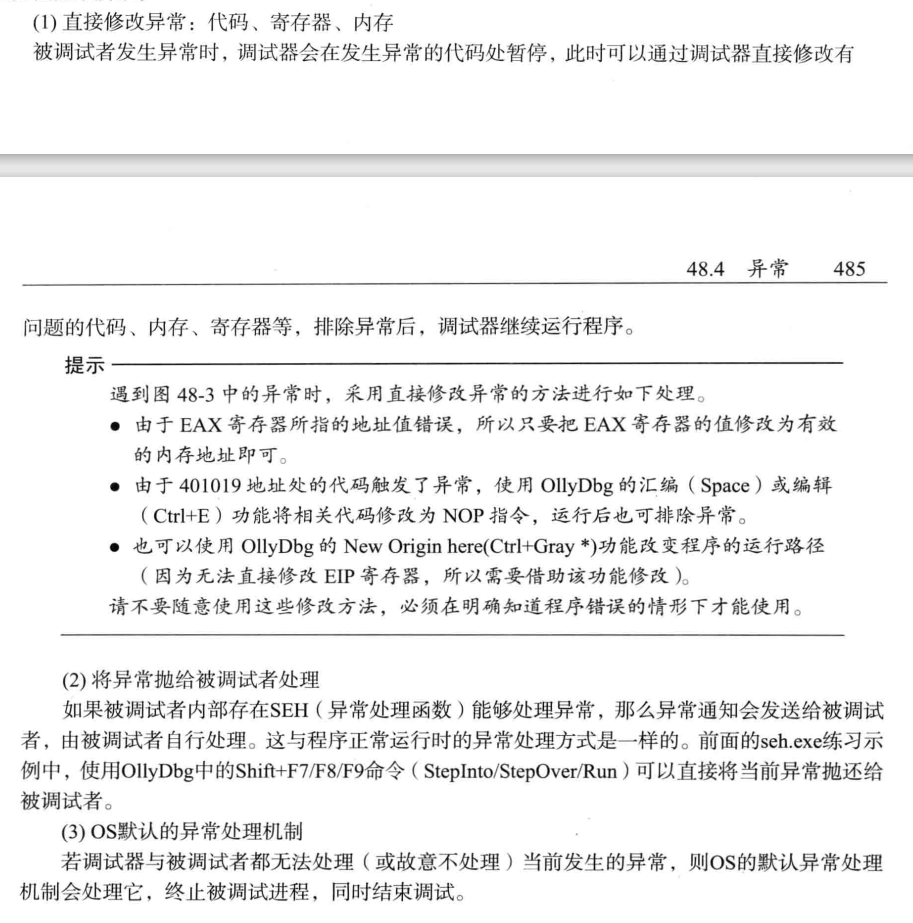 (1) 直接修改异常：代码、寄存器、内存
被调试者发生异常时，调试器会在发生异常的代码处暂停，此时可以通过调试器直接修改有
48.4 异常 485
问题的代码、内存、寄存器等，排除异常后，调试器继续运行程序。
提示
遇到图 48-3 中的异常时，采用直接修改异常的方法进行如下处理。
● 由于 EAX 寄存器所指的地址值错误，所以只要把 EAX 寄存器的值修改为有效
的内存地址即可。
● 由于 401019 地址处的代码触发了异常，使用 OllyDbg 的汇编（Space）或编辑
（Ctrl+E）功能将相关代码修改为 NOP 指令，运行后也可排除异常。
● 也可以使用 OllyDbg 的 New Origin here(Ctrl+Gray *)功能改变程序的运行路径
（因为无法直接修改 EIP 寄存器，所以需要借助该功能修改）。
请不要随意使用这些修改方法，必须在明确知道程序错误的情形下才能使用。
(2) 将异常抛给被调试者处理
如果被调试者内部存在SEH（异常处理函数）能够处理异常，那么异常通知会发送给被调试
者，由被调试者自行处理。这与程序正常运行时的异常处理方式是一样的。前面的seh.exe练习示
例中，使用OllyDbg中的Shift+F7/F8/F9命令（StepInto/StepOver/Run）可以直接将当前异常抛还给
被调试者。
(3) OS默认的异常处理机制
若调试器与被调试者都无法处理（或故意不处理）当前发生的异常，则OS的默认异常处理
机制会处理它，终止被调试进程，同时结束调试。